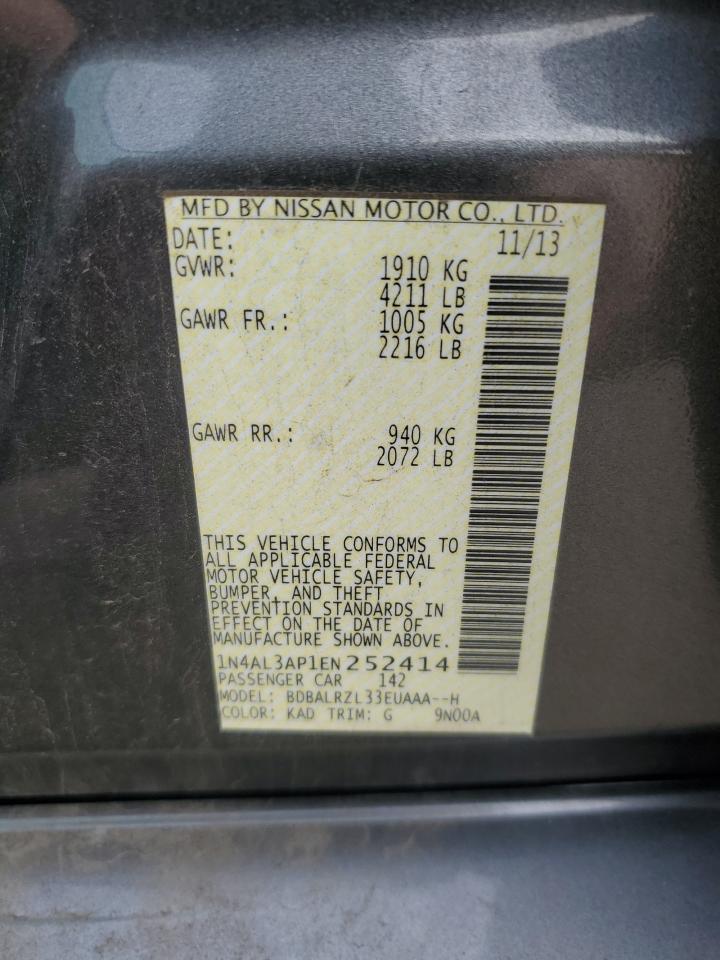 MFD BY NISSAN MOTOR CO., LTD.
DATE: 11/13
GVWR: 1910 KG
4211 LB
GAWR FR.: 1005 KG
2216 LB
GAWR RR.: 940 KG
2072 LB
THIS VEHICLE CONFORMS TO
ALL APPLICABLE FEDERAL
MOTOR VEHICLE SAFETY,
BUMPER, AND THEFT
PREVENTION STANDARDS IN
EFFECT ON THE DATE OF
MANUFACTURE SHOWN ABOVE.
1N4AL3AP1EN252414
PASSENGER CAR 142
MODEL: BDBALRZL33EUAAA--H
COLOR: KAD TRIM: G 9N00A